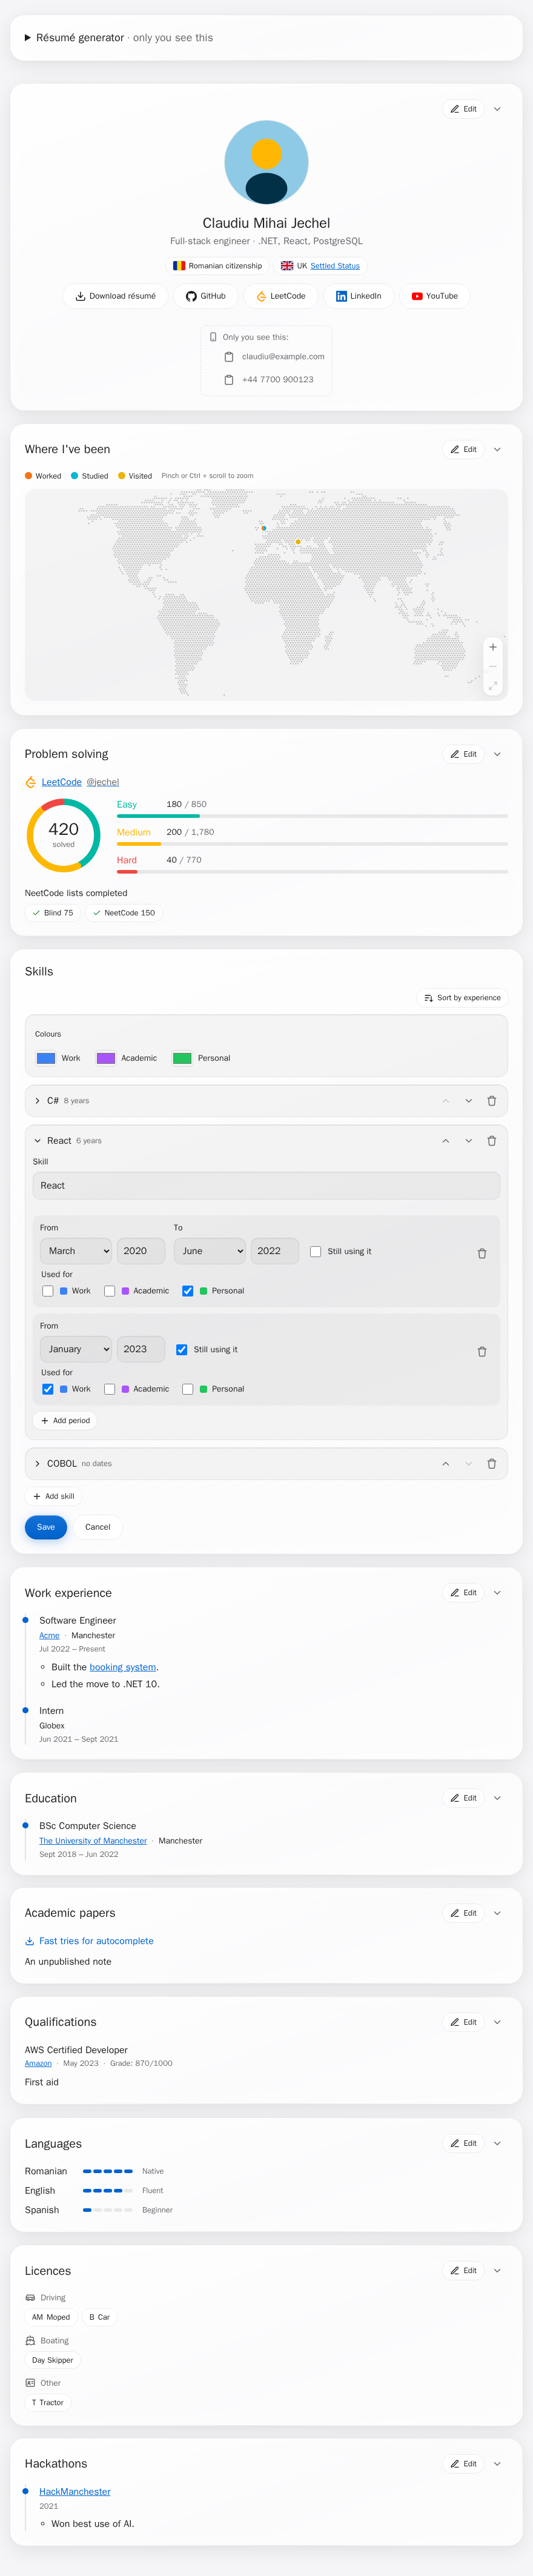 Résumé generator · only you see this
Edit
Claudiu Mihai Jechel
Full-stack engineer · .NET, React, PostgreSQL
Romanian citizenship
UK Settled Status
Download résumé
GitHub
LeetCode
LinkedIn
YouTube
Only you see this:
claudiu@example.com
+44 7700 900123
Where I've been
Edit
Worked
Studied
Visited
Pinch or Ctrl + scroll to zoom
Problem solving
Edit
LeetCode @jechel
420
solved
Easy 180 / 850
Medium 200 / 1,780
Hard 40 / 770
NeetCode lists completed
Blind 75
NeetCode 150
Skills
Sort by experience
Colours
Work
Academic
Personal
C# 8 years
React 6 years
Skill
React
From
To
March
2020
June
2022
Still using it
Used for
Work
Academic
Personal
From
January
2023
Still using it
Used for
Work
Academic
Personal
Add period
COBOL no dates
Add skill
Save
Cancel
Work experience
Edit
Software Engineer
Acme · Manchester
Jul 2022 – Present
Built the booking system.
Led the move to .NET 10.
Intern
Globex
Jun 2021 – Sept 2021
Education
Edit
BSc Computer Science
The University of Manchester · Manchester
Sept 2018 – Jun 2022
Academic papers
Edit
Fast tries for autocomplete
An unpublished note
Qualifications
Edit
AWS Certified Developer
Amazon · May 2023 · Grade: 870/1000
First aid
Languages
Edit
Romanian Native
English Fluent
Spanish Beginner
Licences
Edit
Driving
AM Moped
B Car
Boating
Day Skipper
Other
T Tractor
Hackathons
Edit
HackManchester
2021
Won best use of AI.